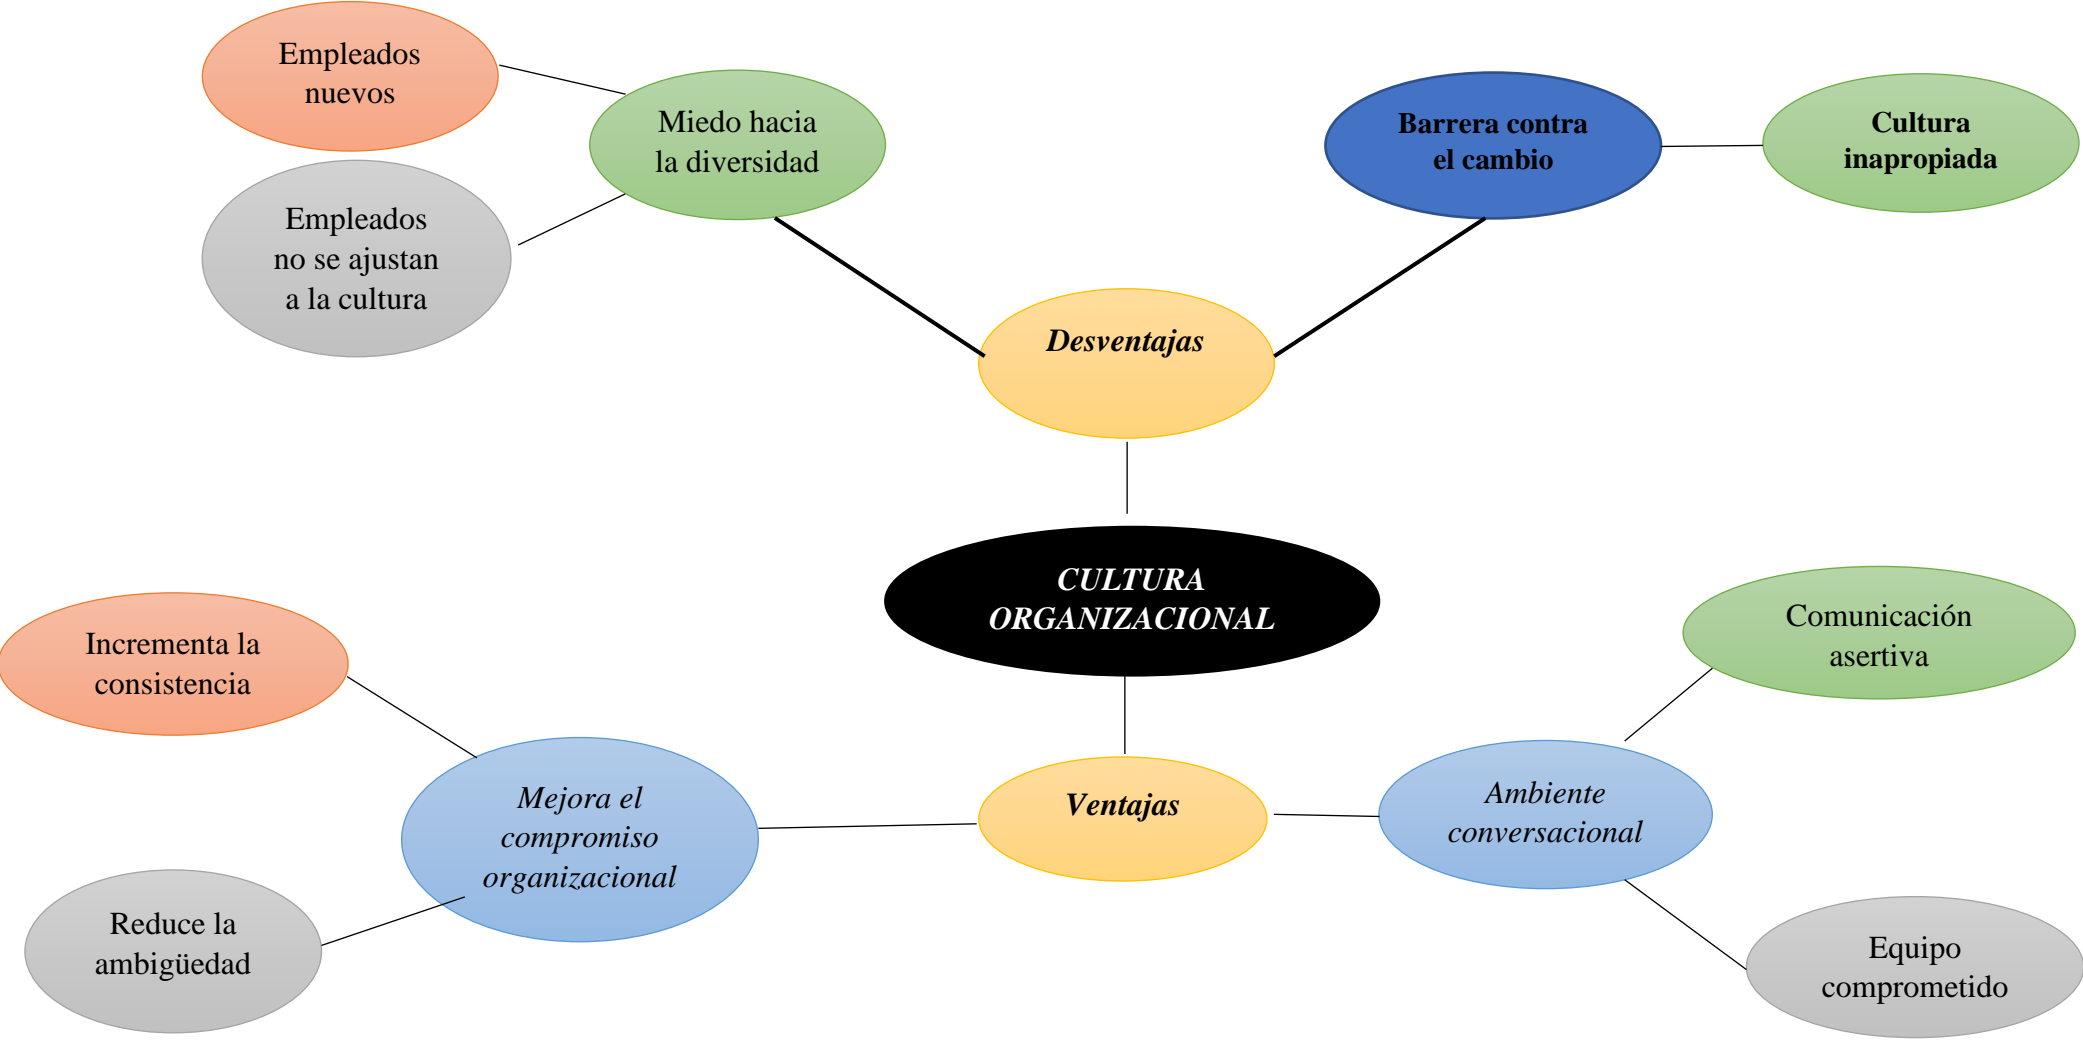 Empleados
nuevos
Miedo hacia
la diversidad
Barrera contra
el cambio
Cultura
inapropiada
Empleados
no se ajustan
a la cultura
Desventajas
CULTURA
ORGANIZACIONAL
Incrementa la
consistencia
Comunicación
asertiva
Mejora el
compromiso
organizacional
Ventajas
Ambiente
conversacional
Reduce la
ambigüedad
Equipo
comprometido